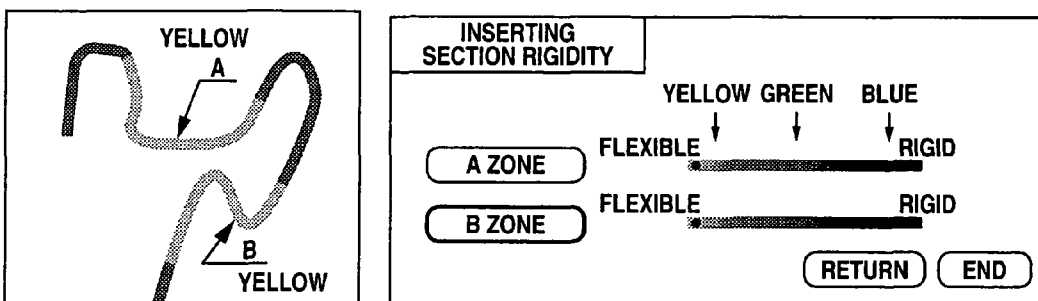 YELLOW
A
B
YELLOW
INSERTING
SECTION RIGIDITY
YELLOW GREEN BLUE
FLEXIBLE RIGID
A ZONE
FLEXIBLE RIGID
B ZONE
RETURN END